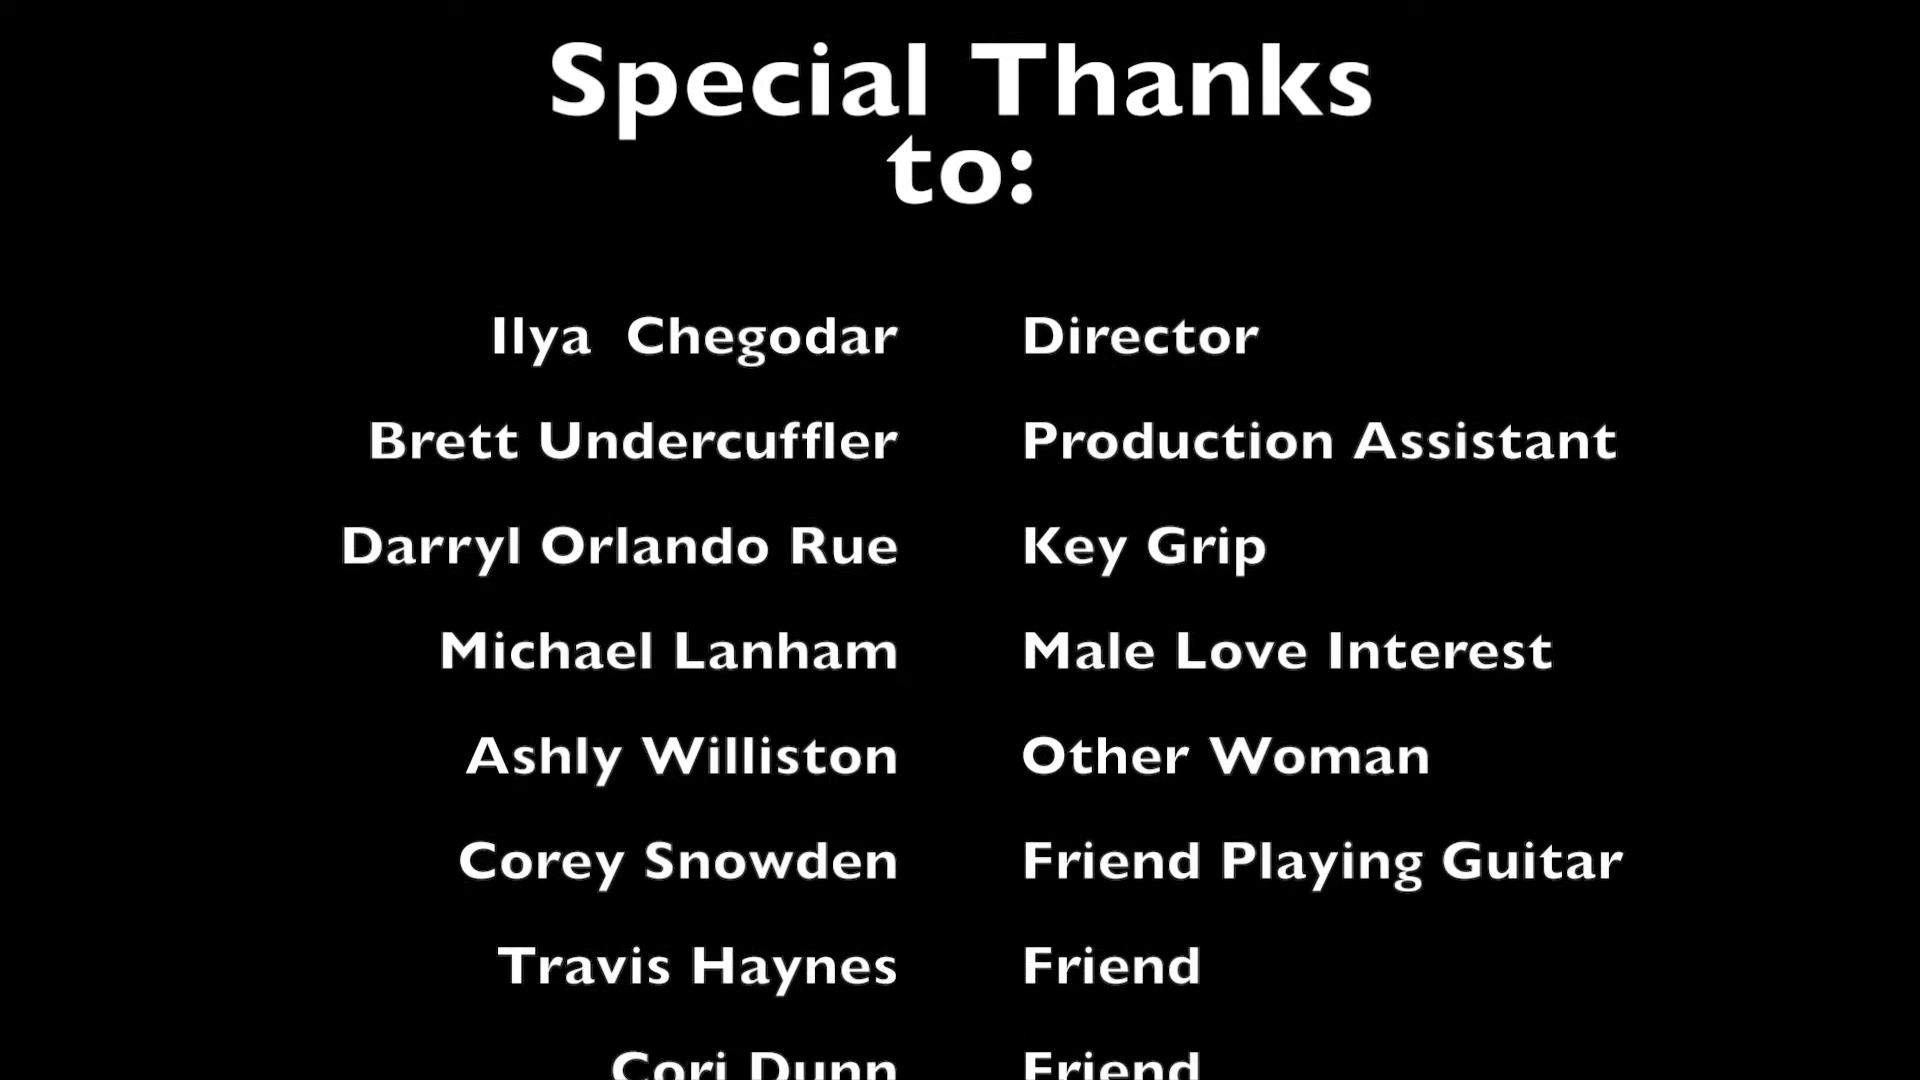 Special Thanks
to:
Ilya  Chegodar Director
Brett Undercuffler Production Assistant
Darryl Orlando Rue Key Grip
Michael Lanham Male Love Interest
Ashly Williston Other Woman
Corey Snowden Friend Playing Guitar
Travis Haynes Friend
Cori Dunn Friend